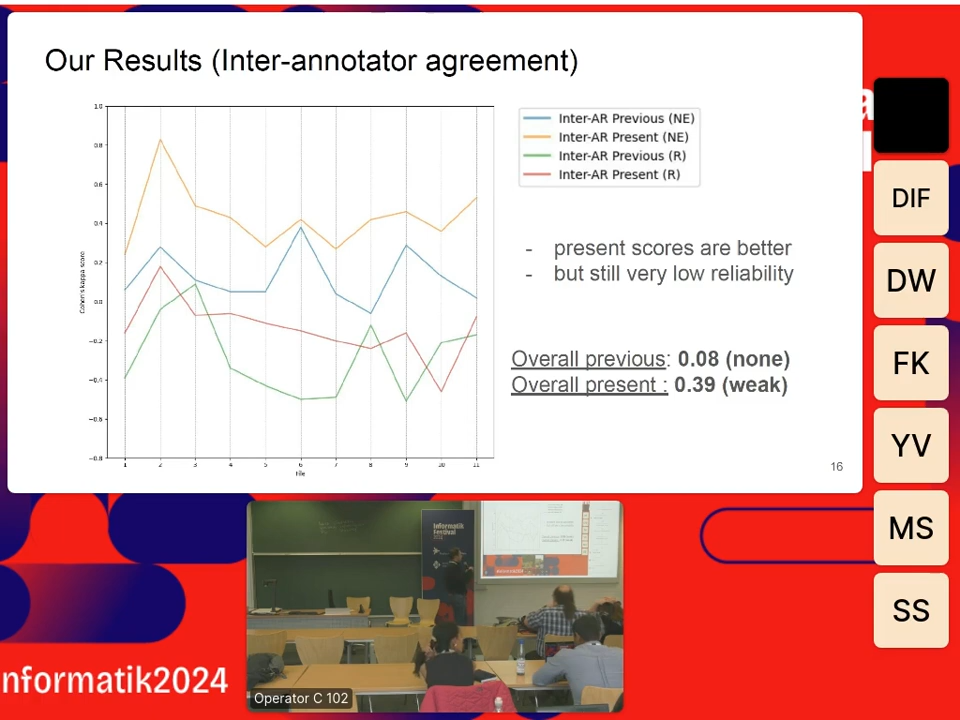 Our Results (Inter-annotator agreement)
1.0
0.8
0.6
0.4
0.2
0.0
−0.2
−0.4
−0.6
−0.8
Cohen's kappa score
1 2 3 4 5 6 7 8 9 10 11
File
Inter-AR Previous (NE)
Inter-AR Present (NE)
Inter-AR Previous (R)
Inter-AR Present (R)
- present scores are better
- but still very low reliability
Overall previous: 0.08 (none)
Overall present : 0.39 (weak)
16
DIF
DW
FK
YV
MS
SS
Informatik
Festival
Operator C 102
nformatik2024